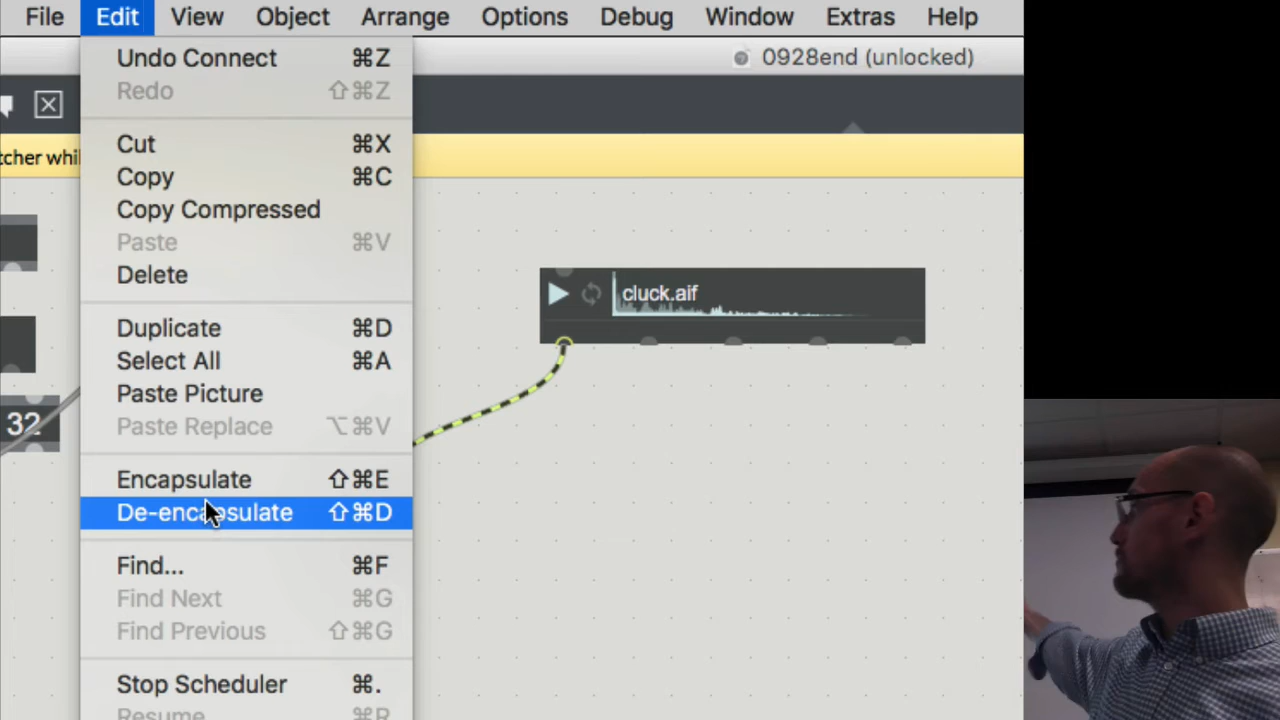 File Edit View Object Arrange Options Debug Window Extras Help
0928end (unlocked)
Undo Connect ⌘Z
Redo ⇧⌘Z
Cut ⌘X
Copy ⌘C
Copy Compressed
Paste ⌘V
Delete
Duplicate ⌘D
Select All ⌘A
Paste Picture
Paste Replace ⌥⌘V
Encapsulate ⇧⌘E
De-encapsulate ⇧⌘D
Find... ⌘F
Find Next ⌘G
Find Previous ⇧⌘G
Stop Scheduler ⌘.
Resume ⌘R
tcher whil
32
cluck.aif